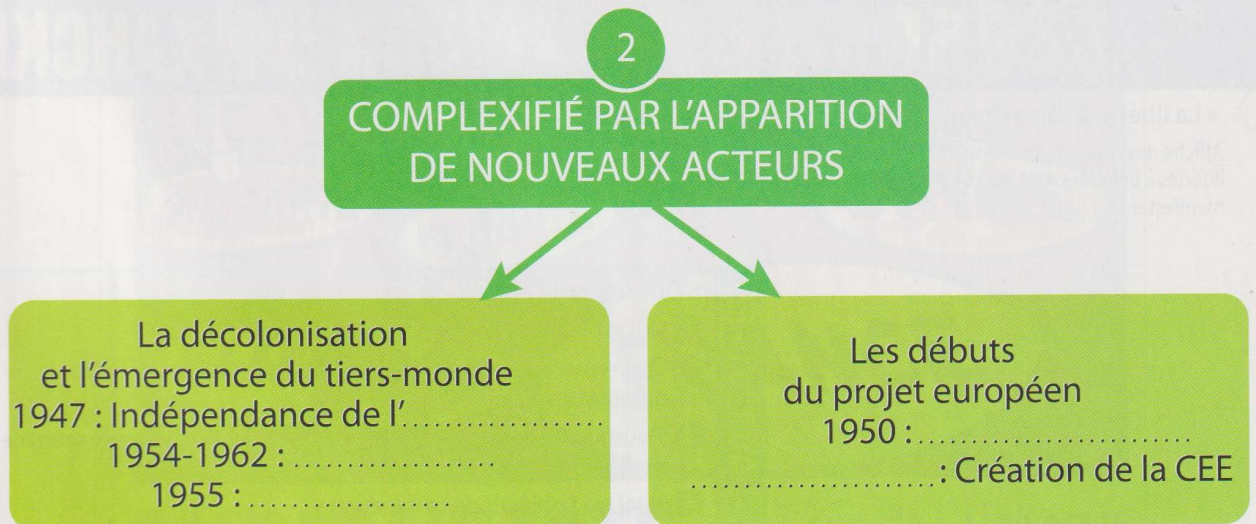 2
COMPLEXIFIÉ PAR L'APPARITION
DE NOUVEAUX ACTEURS
La décolonisation
et l'émergence du tiers-monde
1947 : Indépendance de l'...................
1954-1962 : ...................
1955 : ...................
Les débuts
du projet européen
1950 : .........................
....................... : Création de la CEE